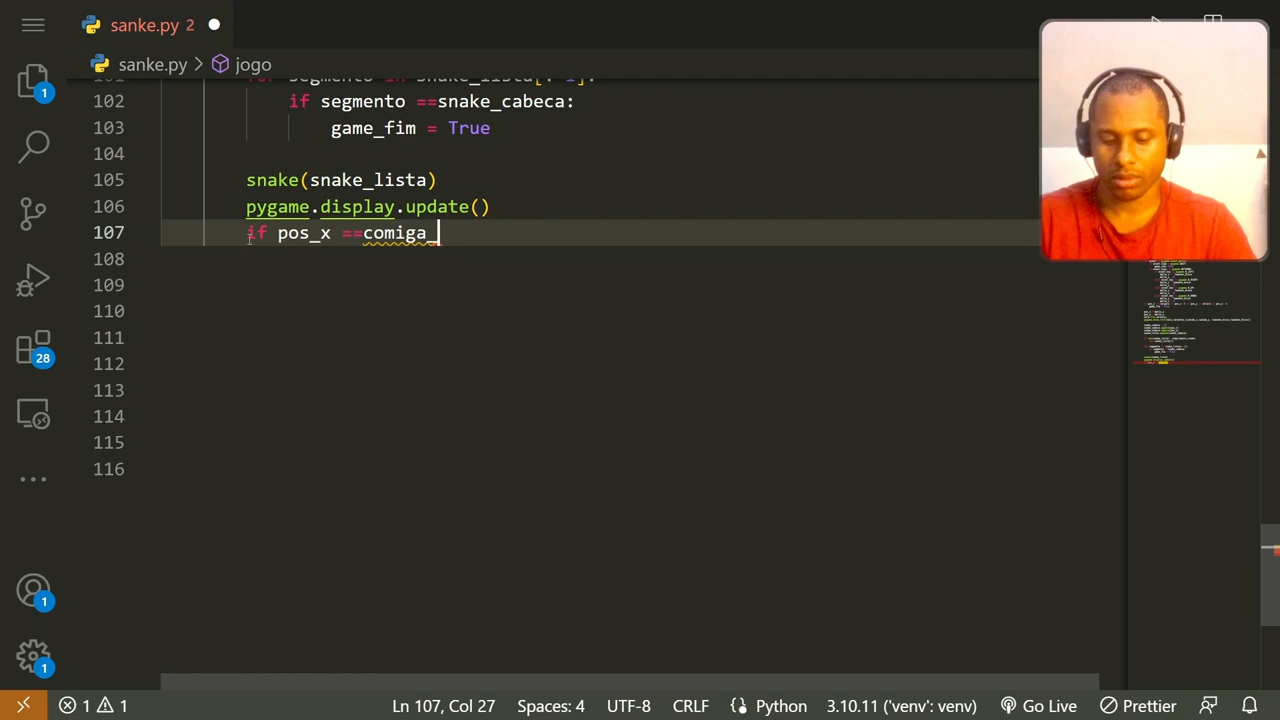 sanke.py 2
sanke.py > jogo
102 if segmento ==snake_cabeca:
103 game_fim = True
104
105 snake(snake_lista)
106 pygame.display.update()
107 if pos_x ==comiga_
108
109
110
111
112
113
114
115
116
1
28
1
1
1 1
Ln 107, Col 27
Spaces: 4
UTF-8
CRLF
Python
3.10.11 ('venv': venv)
Go Live
Prettier